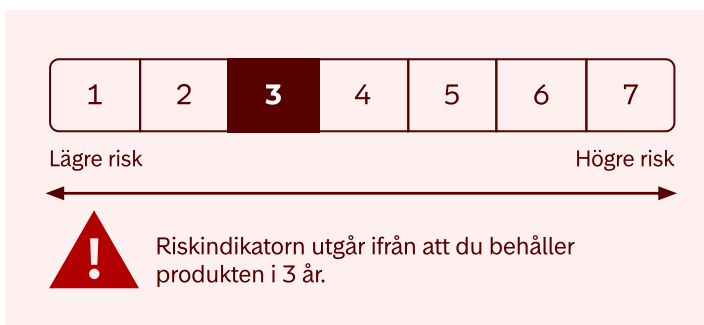 1 2 3 4 5 6 7
Lägre risk Högre risk
Riskindikatorn utgår ifrån att du behåller
produkten i 3 år.